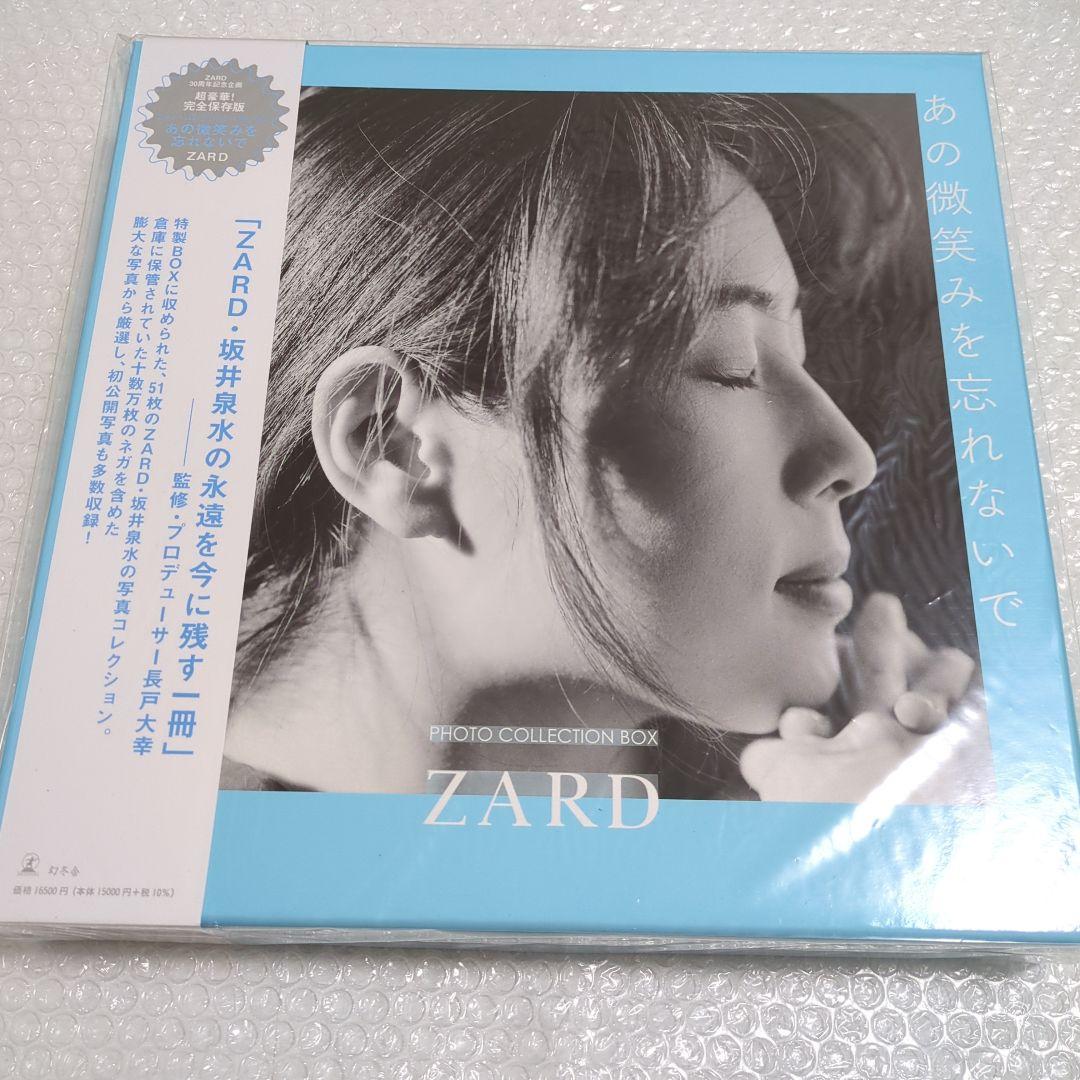 ZARD
30周年記念企画
超豪華!
完全保存版
あの微笑みを
忘れないで
ZARD
「ZARD・坂井泉水の永遠を今に残す一冊」
――監修・プロデューサー長戸大幸
特製BOXに収められた、51枚のZARD・坂井泉水の写真コレクション。
倉庫に保管されていた十数万枚のネガを含めた
膨大な写真から厳選し、初公開写真も多数収録!
幻冬舎
価格16500円(本体15000円+税10%)
あの微笑みを忘れないで
PHOTO COLLECTION BOX
ZARD